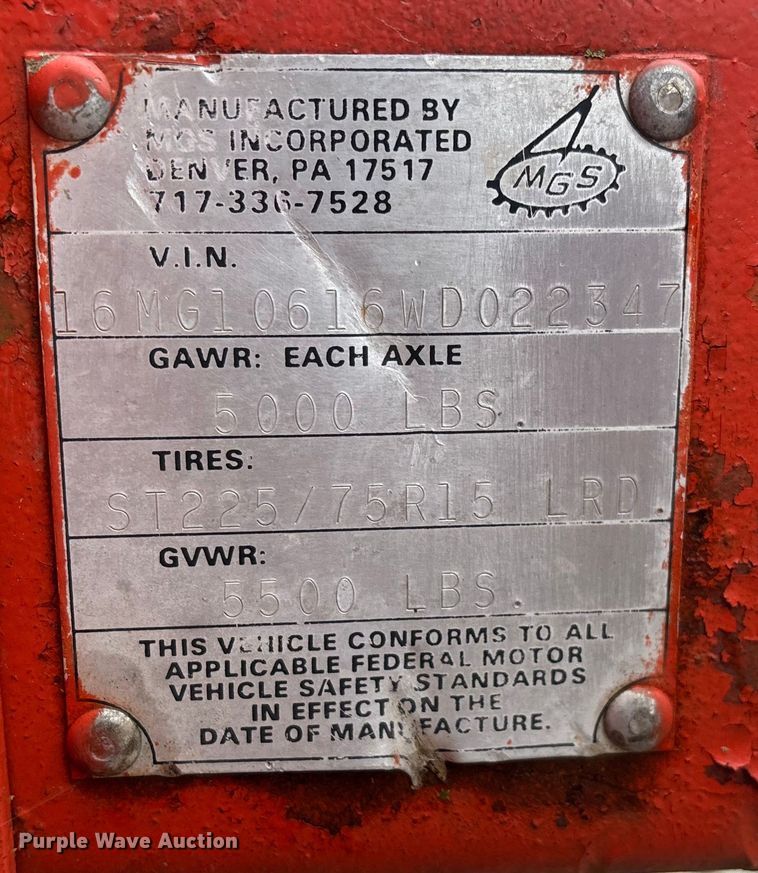 MANUFACTURED BY
MGS INCORPORATED
DENVER, PA 17517
717-336-7528
MGS
V.I.N.
16MG10616WD022347
GAWR: EACH AXLE
5000 LBS.
TIRES:
ST225/75R15 LRD
GVWR:
5500 LBS.
THIS VEHICLE CONFORMS TO ALL
APPLICABLE FEDERAL MOTOR
VEHICLE SAFETY STANDARDS
IN EFFECT ON THE
DATE OF MANUFACTURE.
Purple Wave Auction